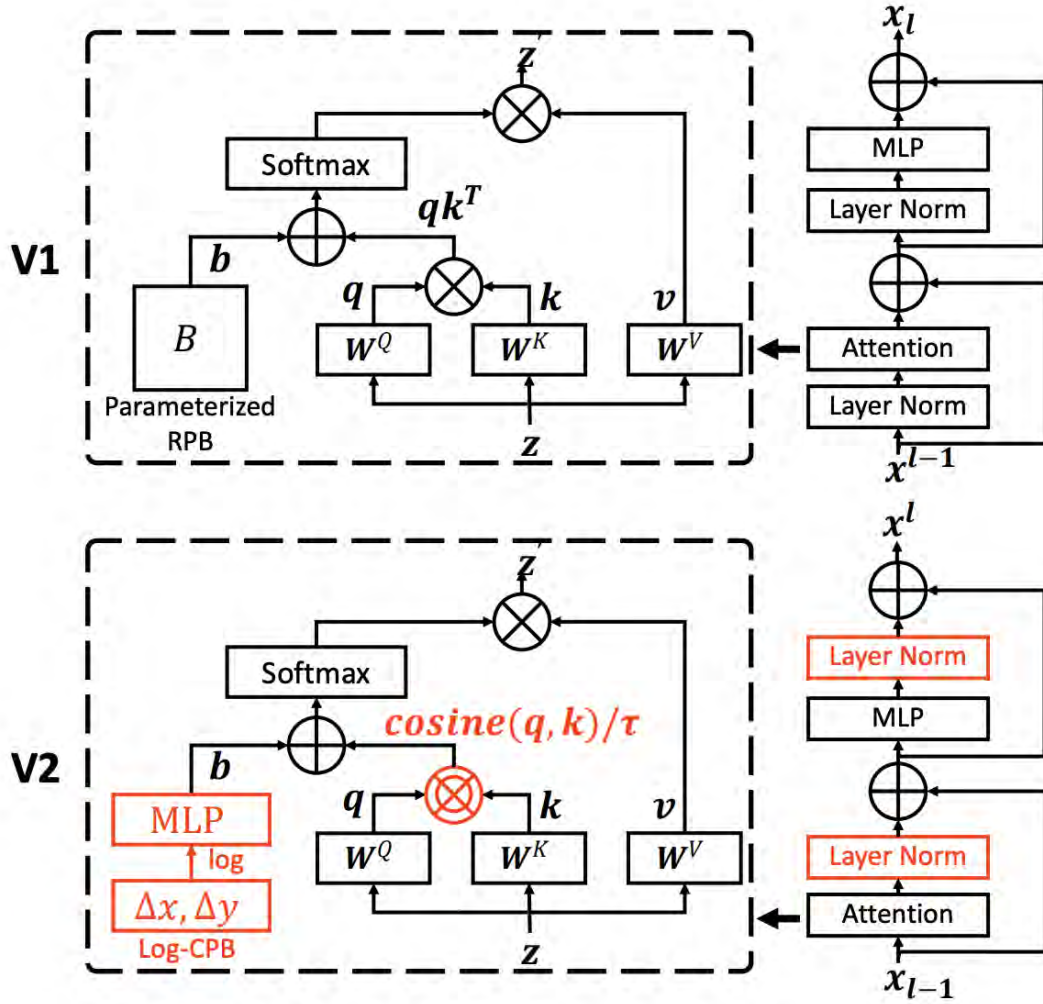 V1
z′
Softmax
qk^T
b
q
k
v
B
W^Q
W^K
W^V
Parameterized
RPB
z
x_l
MLP
Layer Norm
Attention
Layer Norm
x^{l-1}
V2
z′
Softmax
cosine(q, k)/τ
b
q
k
v
MLP
log
Δx, Δy
Log-CPB
W^Q
W^K
W^V
z
x^l
Layer Norm
MLP
Layer Norm
Attention
x_{l-1}